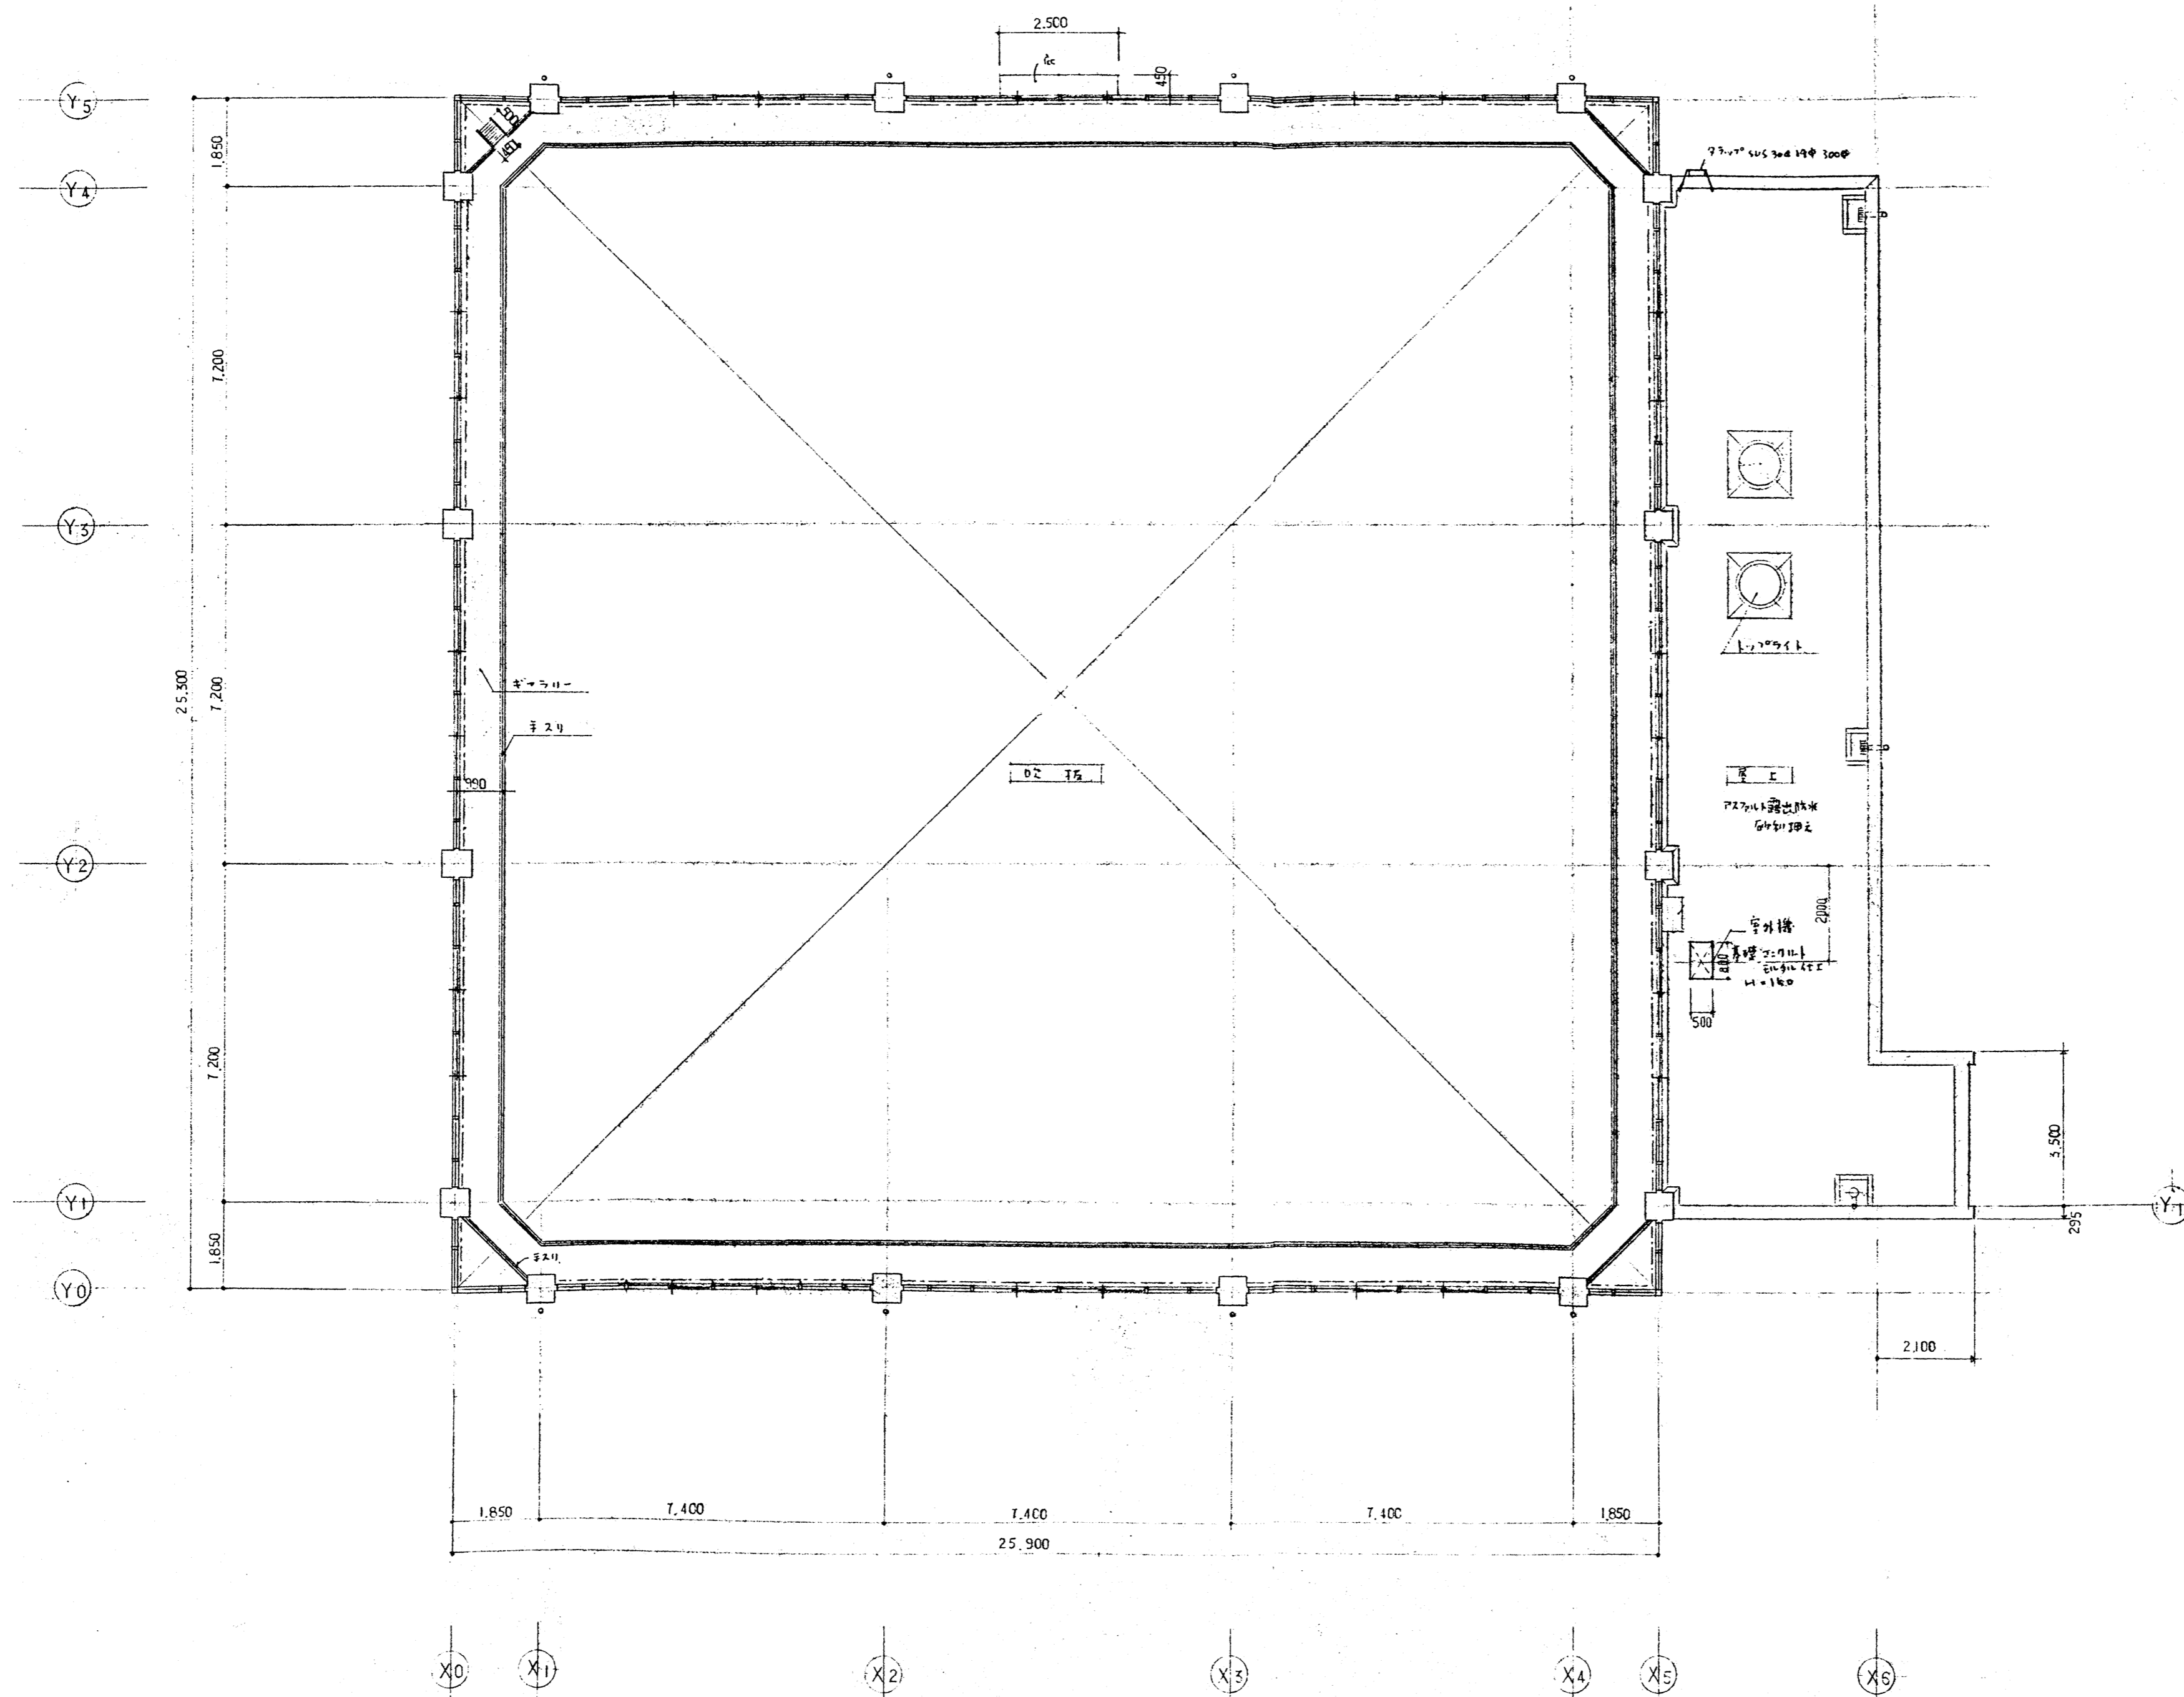 2.500
庇
450
Y5
500
450
1.850
タラップ SUS 304 19φ 300@
Y4
7.200
Y3
トップライト
25.300
7.200
ギャラリー
手スリ
990
吹 抜
屋 上
アスファルト露出防水
砂利押え
Y2
2000
室外機
基礎コンクリート
モルタル仕上
800
500
7.200
3.500
Y1
Y1
295
1.850
手スリ
Y0
2.100
1.850
7.400
7.400
7.400
1.850
25.900
X0
X1
X2
X3
X4
X5
X6